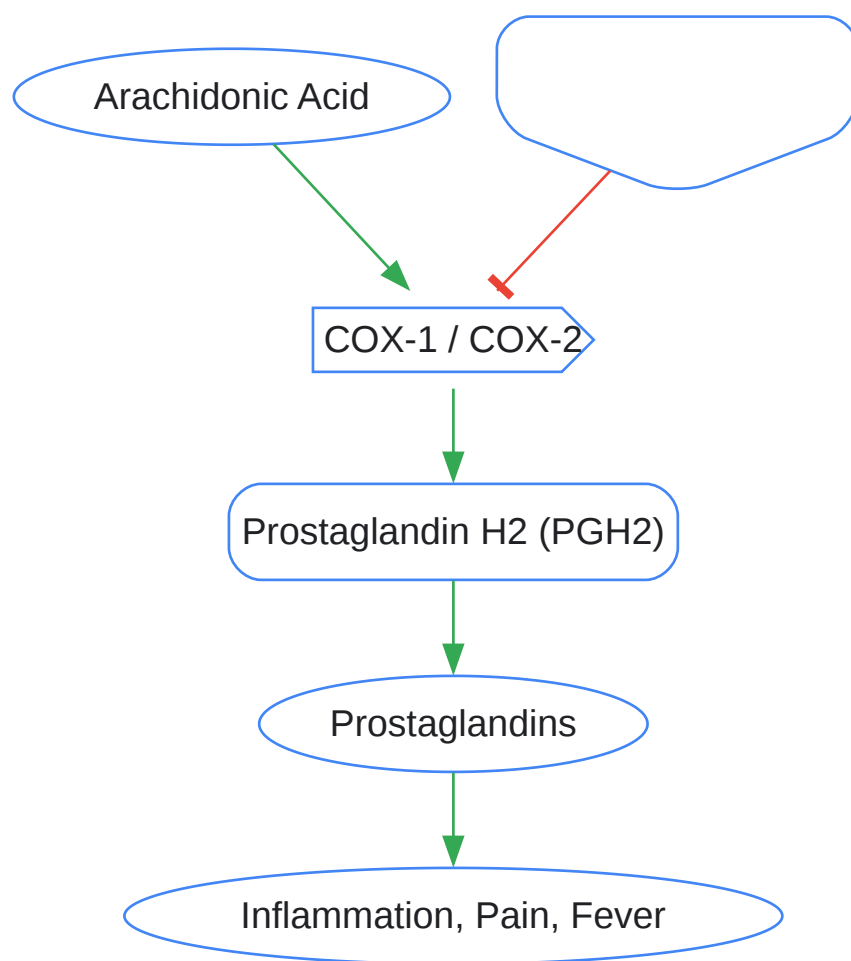 Arachidonic Acid
COX-1 / COX-2
Prostaglandin H2 (PGH2)
Prostaglandins
Inflammation, Pain, Fever